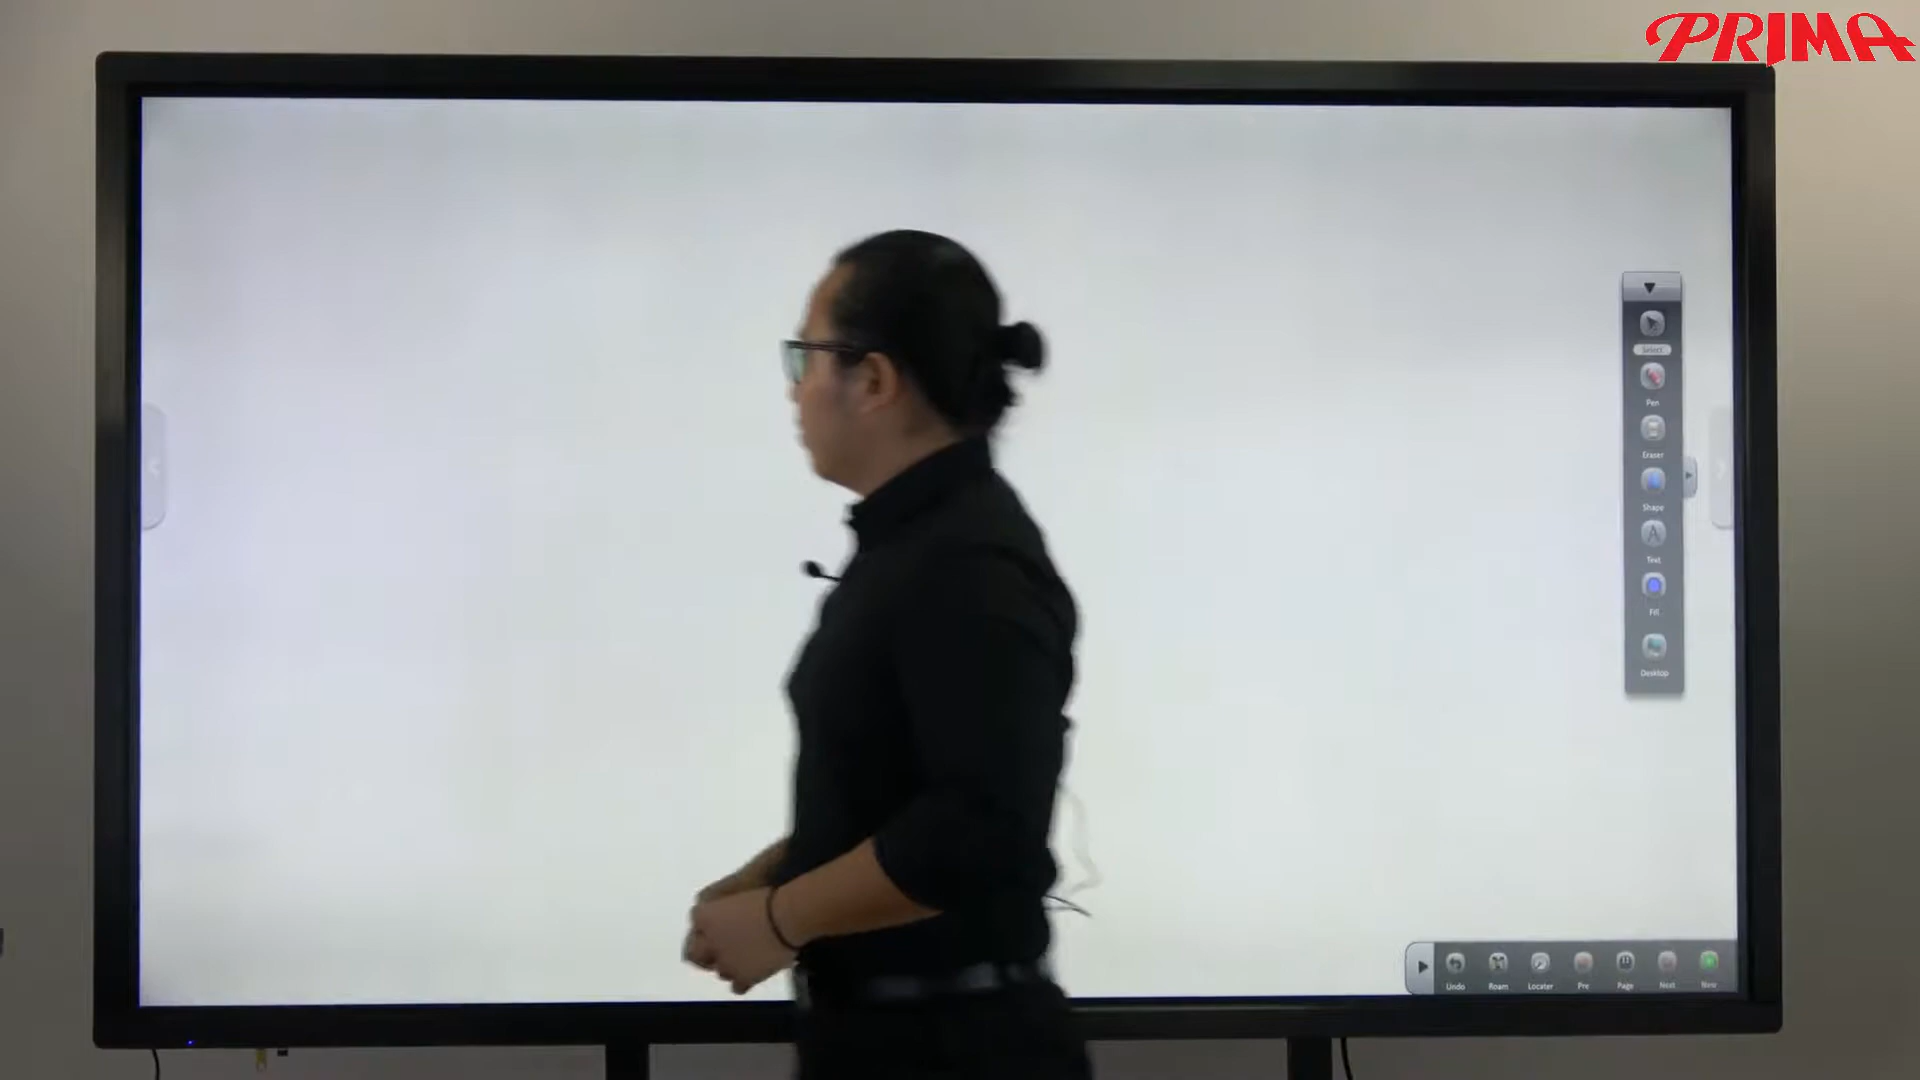 PRIMA
Select
Pen
Eraser
Shape
Text
Fill
Desktop
Undo Roam Locater Pre Page Next New